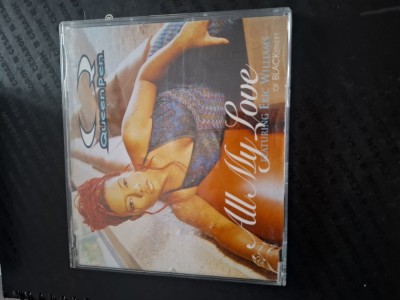 Queen Pen
All My Love
FEATURING ERIC WILLIAMS
OF BLACKSTREET